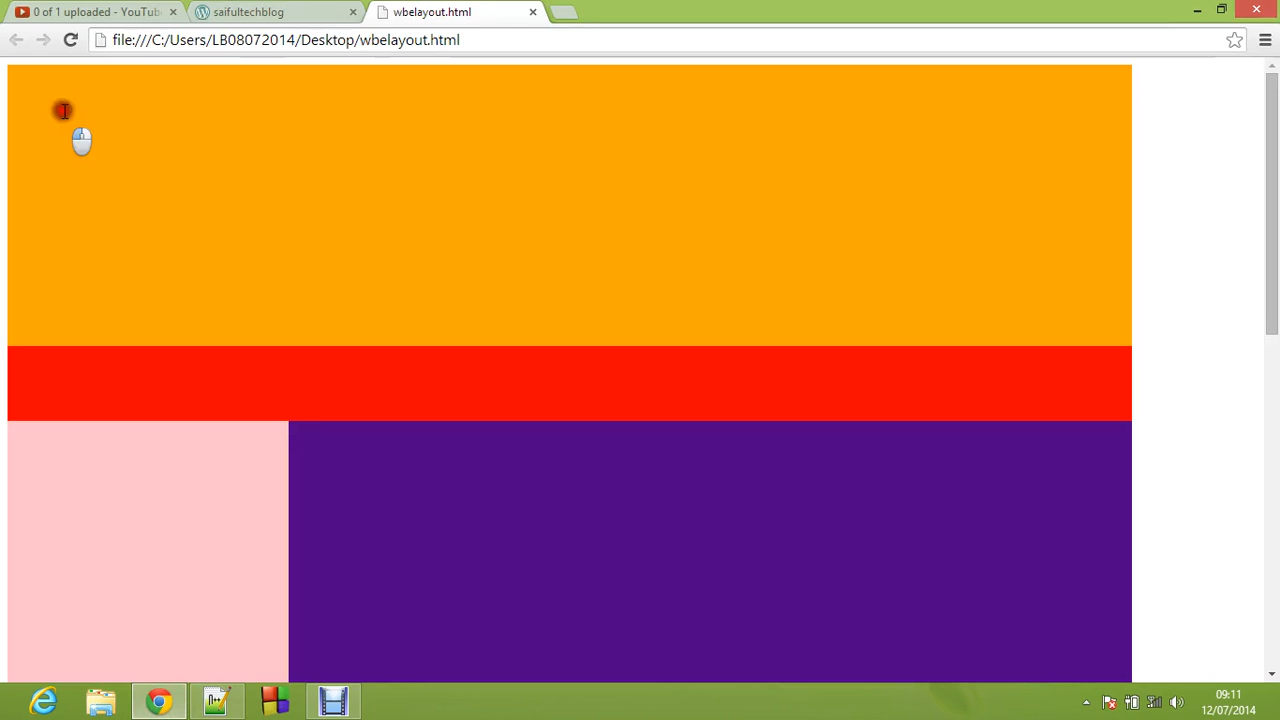 0 of 1 uploaded - YouTub
saifultechblog
wbelayout.html
file:///C:/Users/LB08072014/Desktop/wbelayout.html
09:11
12/07/2014